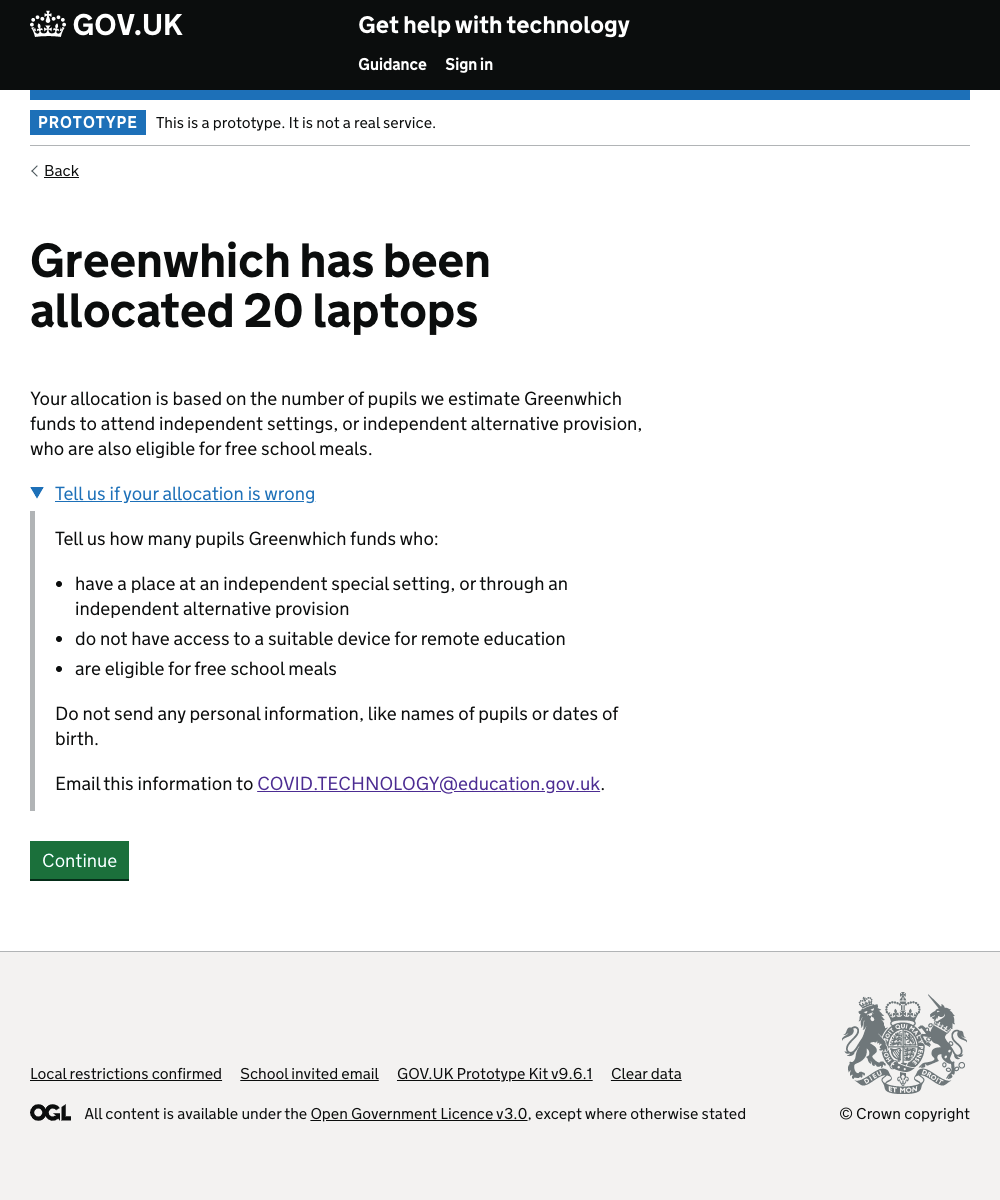 GOV.UK
Get help with technology
Guidance Sign in
PROTOTYPE This is a prototype. It is not a real service.
Back
Greenwhich has been
allocated 20 laptops
Your allocation is based on the number of pupils we estimate Greenwhich
funds to attend independent settings, or independent alternative provision,
who are also eligible for free school meals.
Tell us if your allocation is wrong
Tell us how many pupils Greenwhich funds who:
• have a place at an independent special setting, or through an
independent alternative provision
• do not have access to a suitable device for remote education
• are eligible for free school meals
Do not send any personal information, like names of pupils or dates of
birth.
Email this information to COVID.TECHNOLOGY@education.gov.uk.
Continue
Local restrictions confirmed School invited email GOV.UK Prototype Kit v9.6.1 Clear data
OGL All content is available under the Open Government Licence v3.0, except where otherwise stated
DIEU ET MON DROIT
© Crown copyright